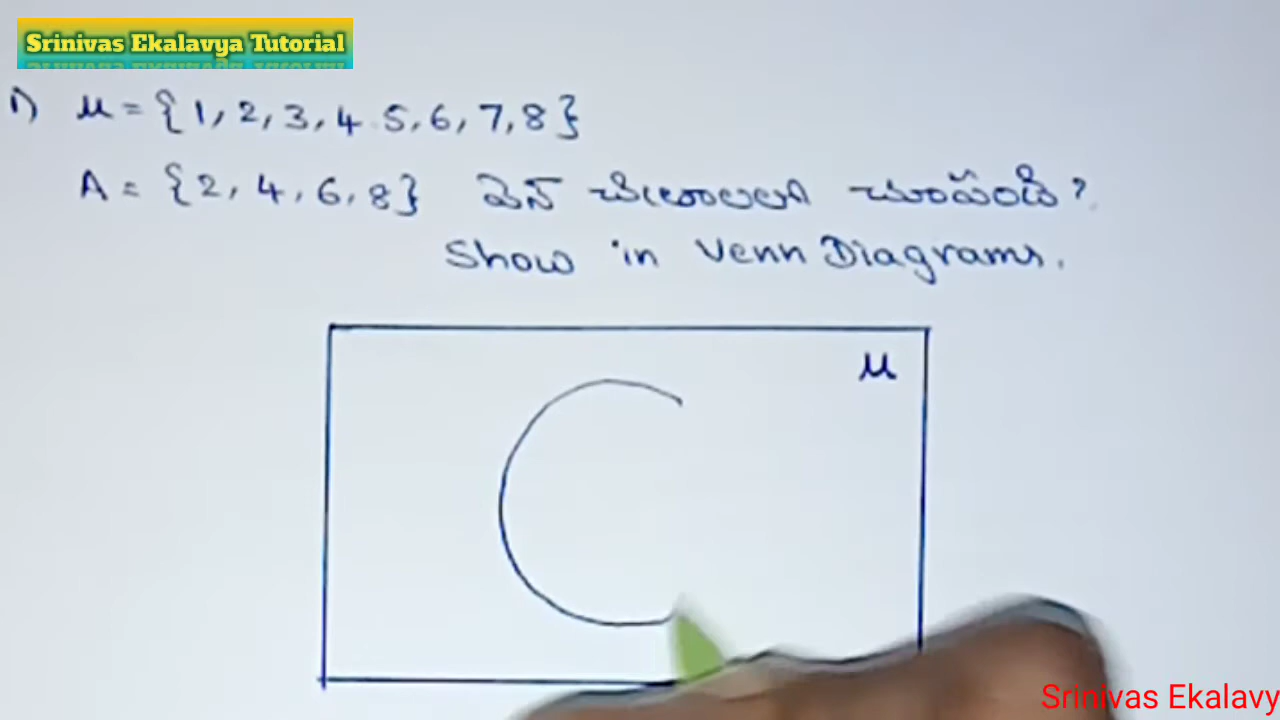 Srinivas Ekalavya Tutorial
1) μ = {1, 2, 3, 4 5, 6, 7, 8}
A = {2, 4, 6, 8} వెన్ చిత్రాలలో చూపండి?
Show in Venn Diagrams.
μ
Srinivas Ekalavy